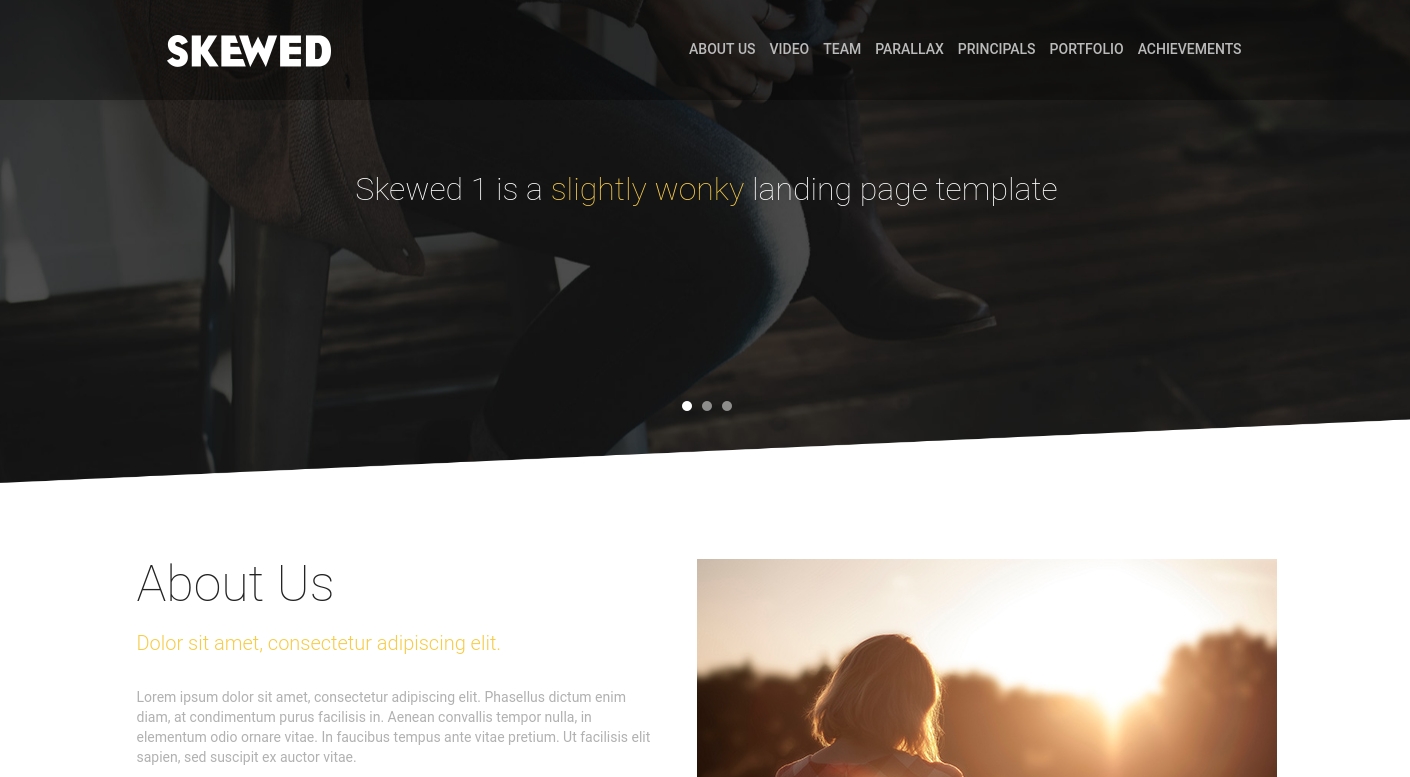 SKEWED
ABOUT US VIDEO TEAM PARALLAX PRINCIPALS PORTFOLIO ACHIEVEMENTS
Skewed 1 is a slightly wonky landing page template
About Us
Dolor sit amet, consectetur adipiscing elit.
Lorem ipsum dolor sit amet, consectetur adipiscing elit. Phasellus dictum enim
diam, at condimentum purus facilisis in. Aenean convallis tempor nulla, in
elementum odio ornare vitae. In faucibus tempus ante vitae pretium. Ut facilisis elit
sapien, sed suscipit ex auctor vitae.